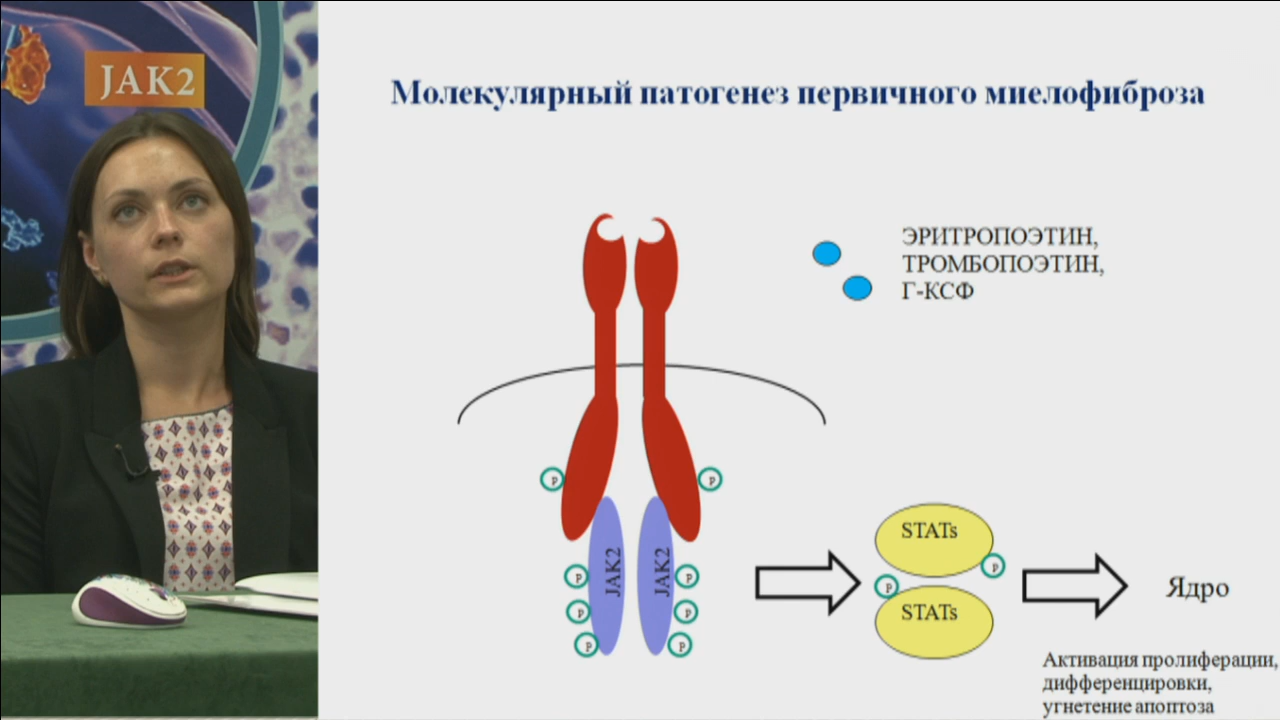 JAK2
Молекулярный патогенез первичного миелофиброза
ЭРИТРОПОЭТИН,
ТРОМБОПОЭТИН,
Г-КСФ
P
P
JAK2
JAK2
P
P
P
P
P
P
STATs
P
P
STATs
Ядро
Активация пролиферации,
дифференцировки,
угнетение апоптоза